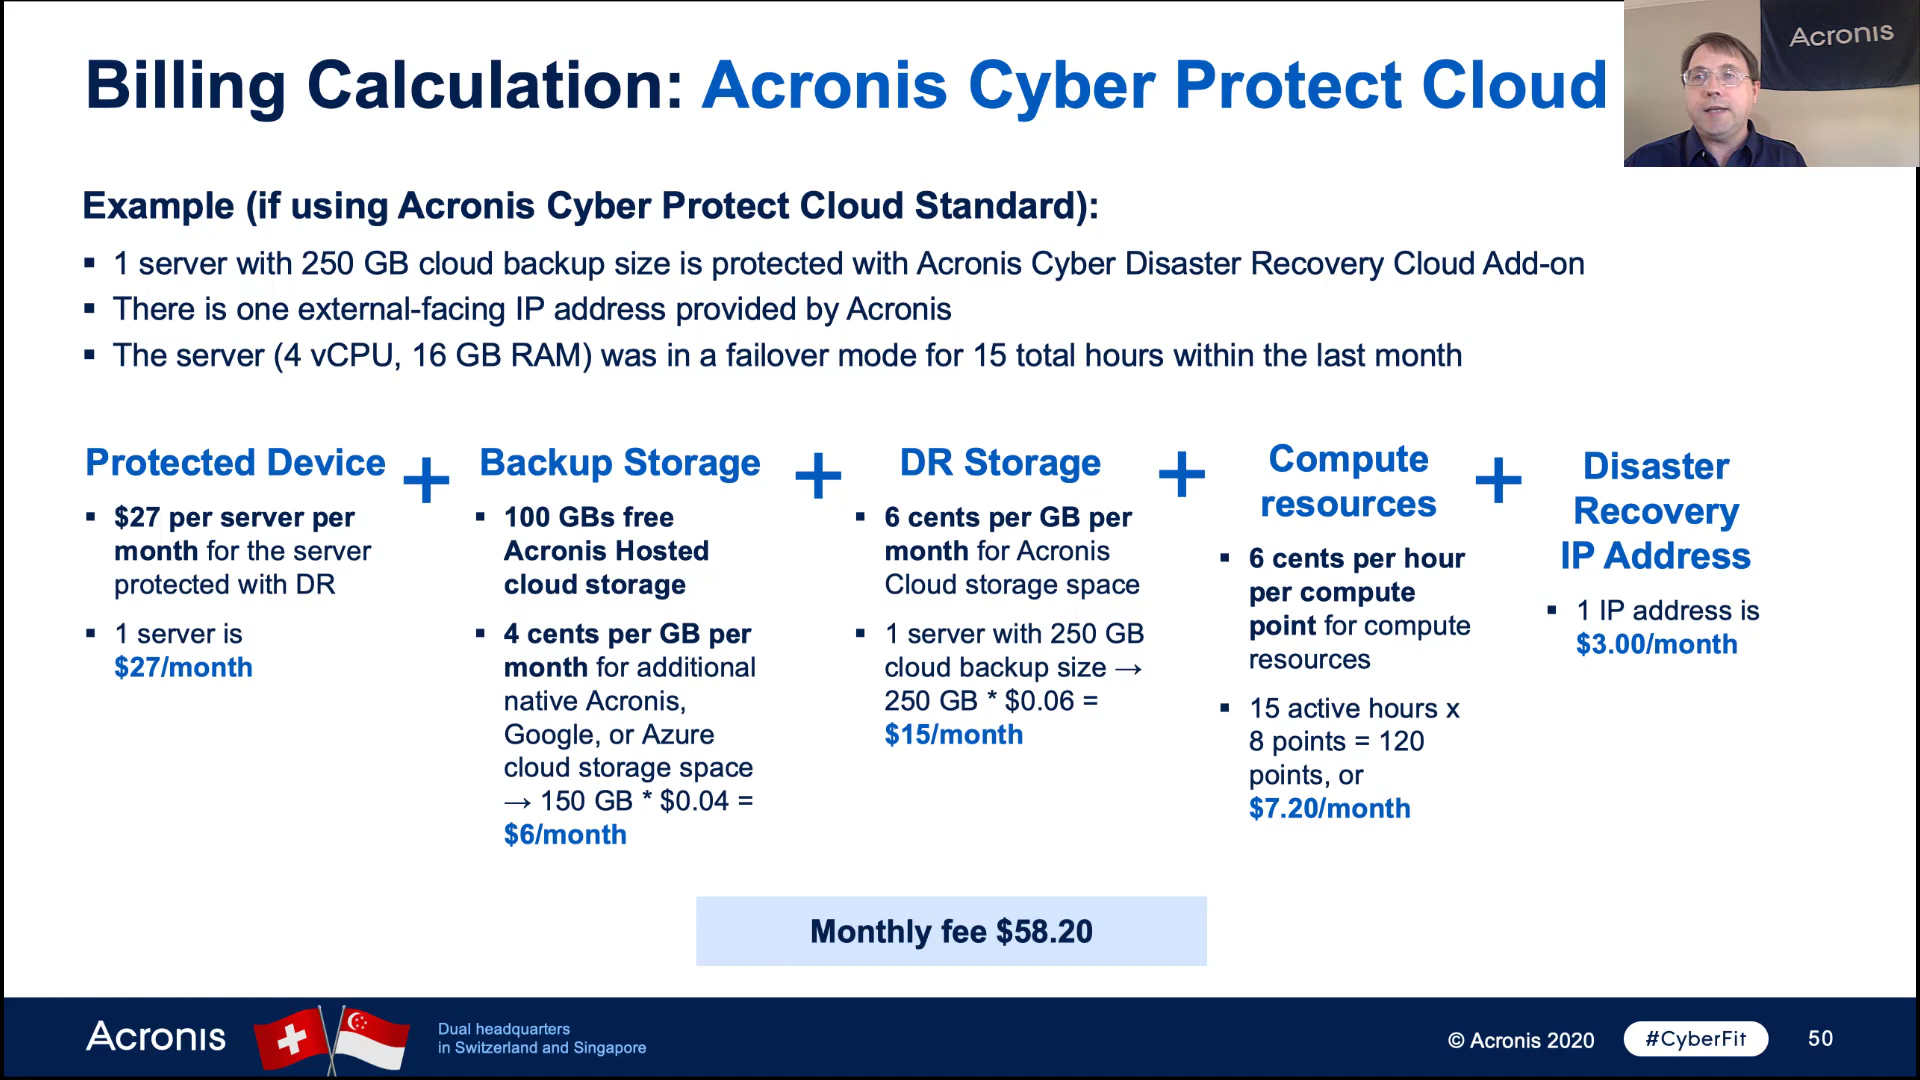 Billing Calculation: Acronis Cyber Protect Cloud
Acronis
Example (if using Acronis Cyber Protect Cloud Standard):
▪ 1 server with 250 GB cloud backup size is protected with Acronis Cyber Disaster Recovery Cloud Add-on
▪ There is one external-facing IP address provided by Acronis
▪ The server (4 vCPU, 16 GB RAM) was in a failover mode for 15 total hours within the last month
Protected Device
▪ $27 per server per
month for the server
protected with DR
▪ 1 server is
$27/month
+
Backup Storage
▪ 100 GBs free
Acronis Hosted
cloud storage
▪ 4 cents per GB per
month for additional
native Acronis,
Google, or Azure
cloud storage space
→ 150 GB * $0.04 =
$6/month
+
DR Storage
▪ 6 cents per GB per
month for Acronis
Cloud storage space
▪ 1 server with 250 GB
cloud backup size →
250 GB * $0.06 =
$15/month
+
Compute
resources
▪ 6 cents per hour
per compute
point for compute
resources
▪ 15 active hours x
8 points = 120
points, or
$7.20/month
+
Disaster
Recovery
IP Address
▪ 1 IP address is
$3.00/month
Monthly fee $58.20
Acronis
Dual headquarters
in Switzerland and Singapore
© Acronis 2020
#CyberFit
50